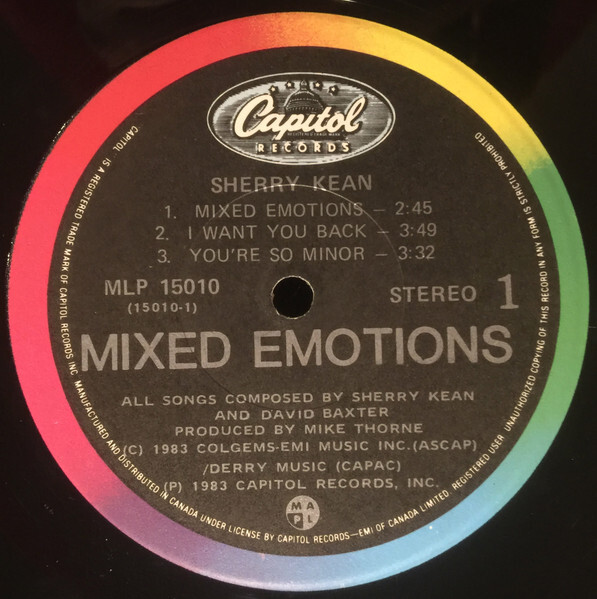 Capitol
REGISTERED TRADE MARK
RECORDS
SHERRY KEAN
1. MIXED EMOTIONS – 2:45
2. I WANT YOU BACK – 3:49
3. YOU'RE SO MINOR – 3:32
MLP 15010
(15010-1)
STEREO 1
MIXED EMOTIONS
ALL SONGS COMPOSED BY SHERRY KEAN
AND DAVID BAXTER
PRODUCED BY MIKE THORNE
(C) 1983 COLGEMS-EMI MUSIC INC.(ASCAP)
/DERRY MUSIC (CAPAC)
(P) 1983 CAPITOL RECORDS, INC.
M A
P L
CAPITOL IS A REGISTERED TRADE MARK OF CAPITOL RECORDS INC. MANUFACTURED AND DISTRIBUTED IN CANADA UNDER LICENSE BY CAPITOL RECORDS—EMI OF CANADA LIMITED. REGISTERED USER. UNAUTHORIZED COPYING OF THIS RECORD IN ANY FORM IS STRICTLY PROHIBITED